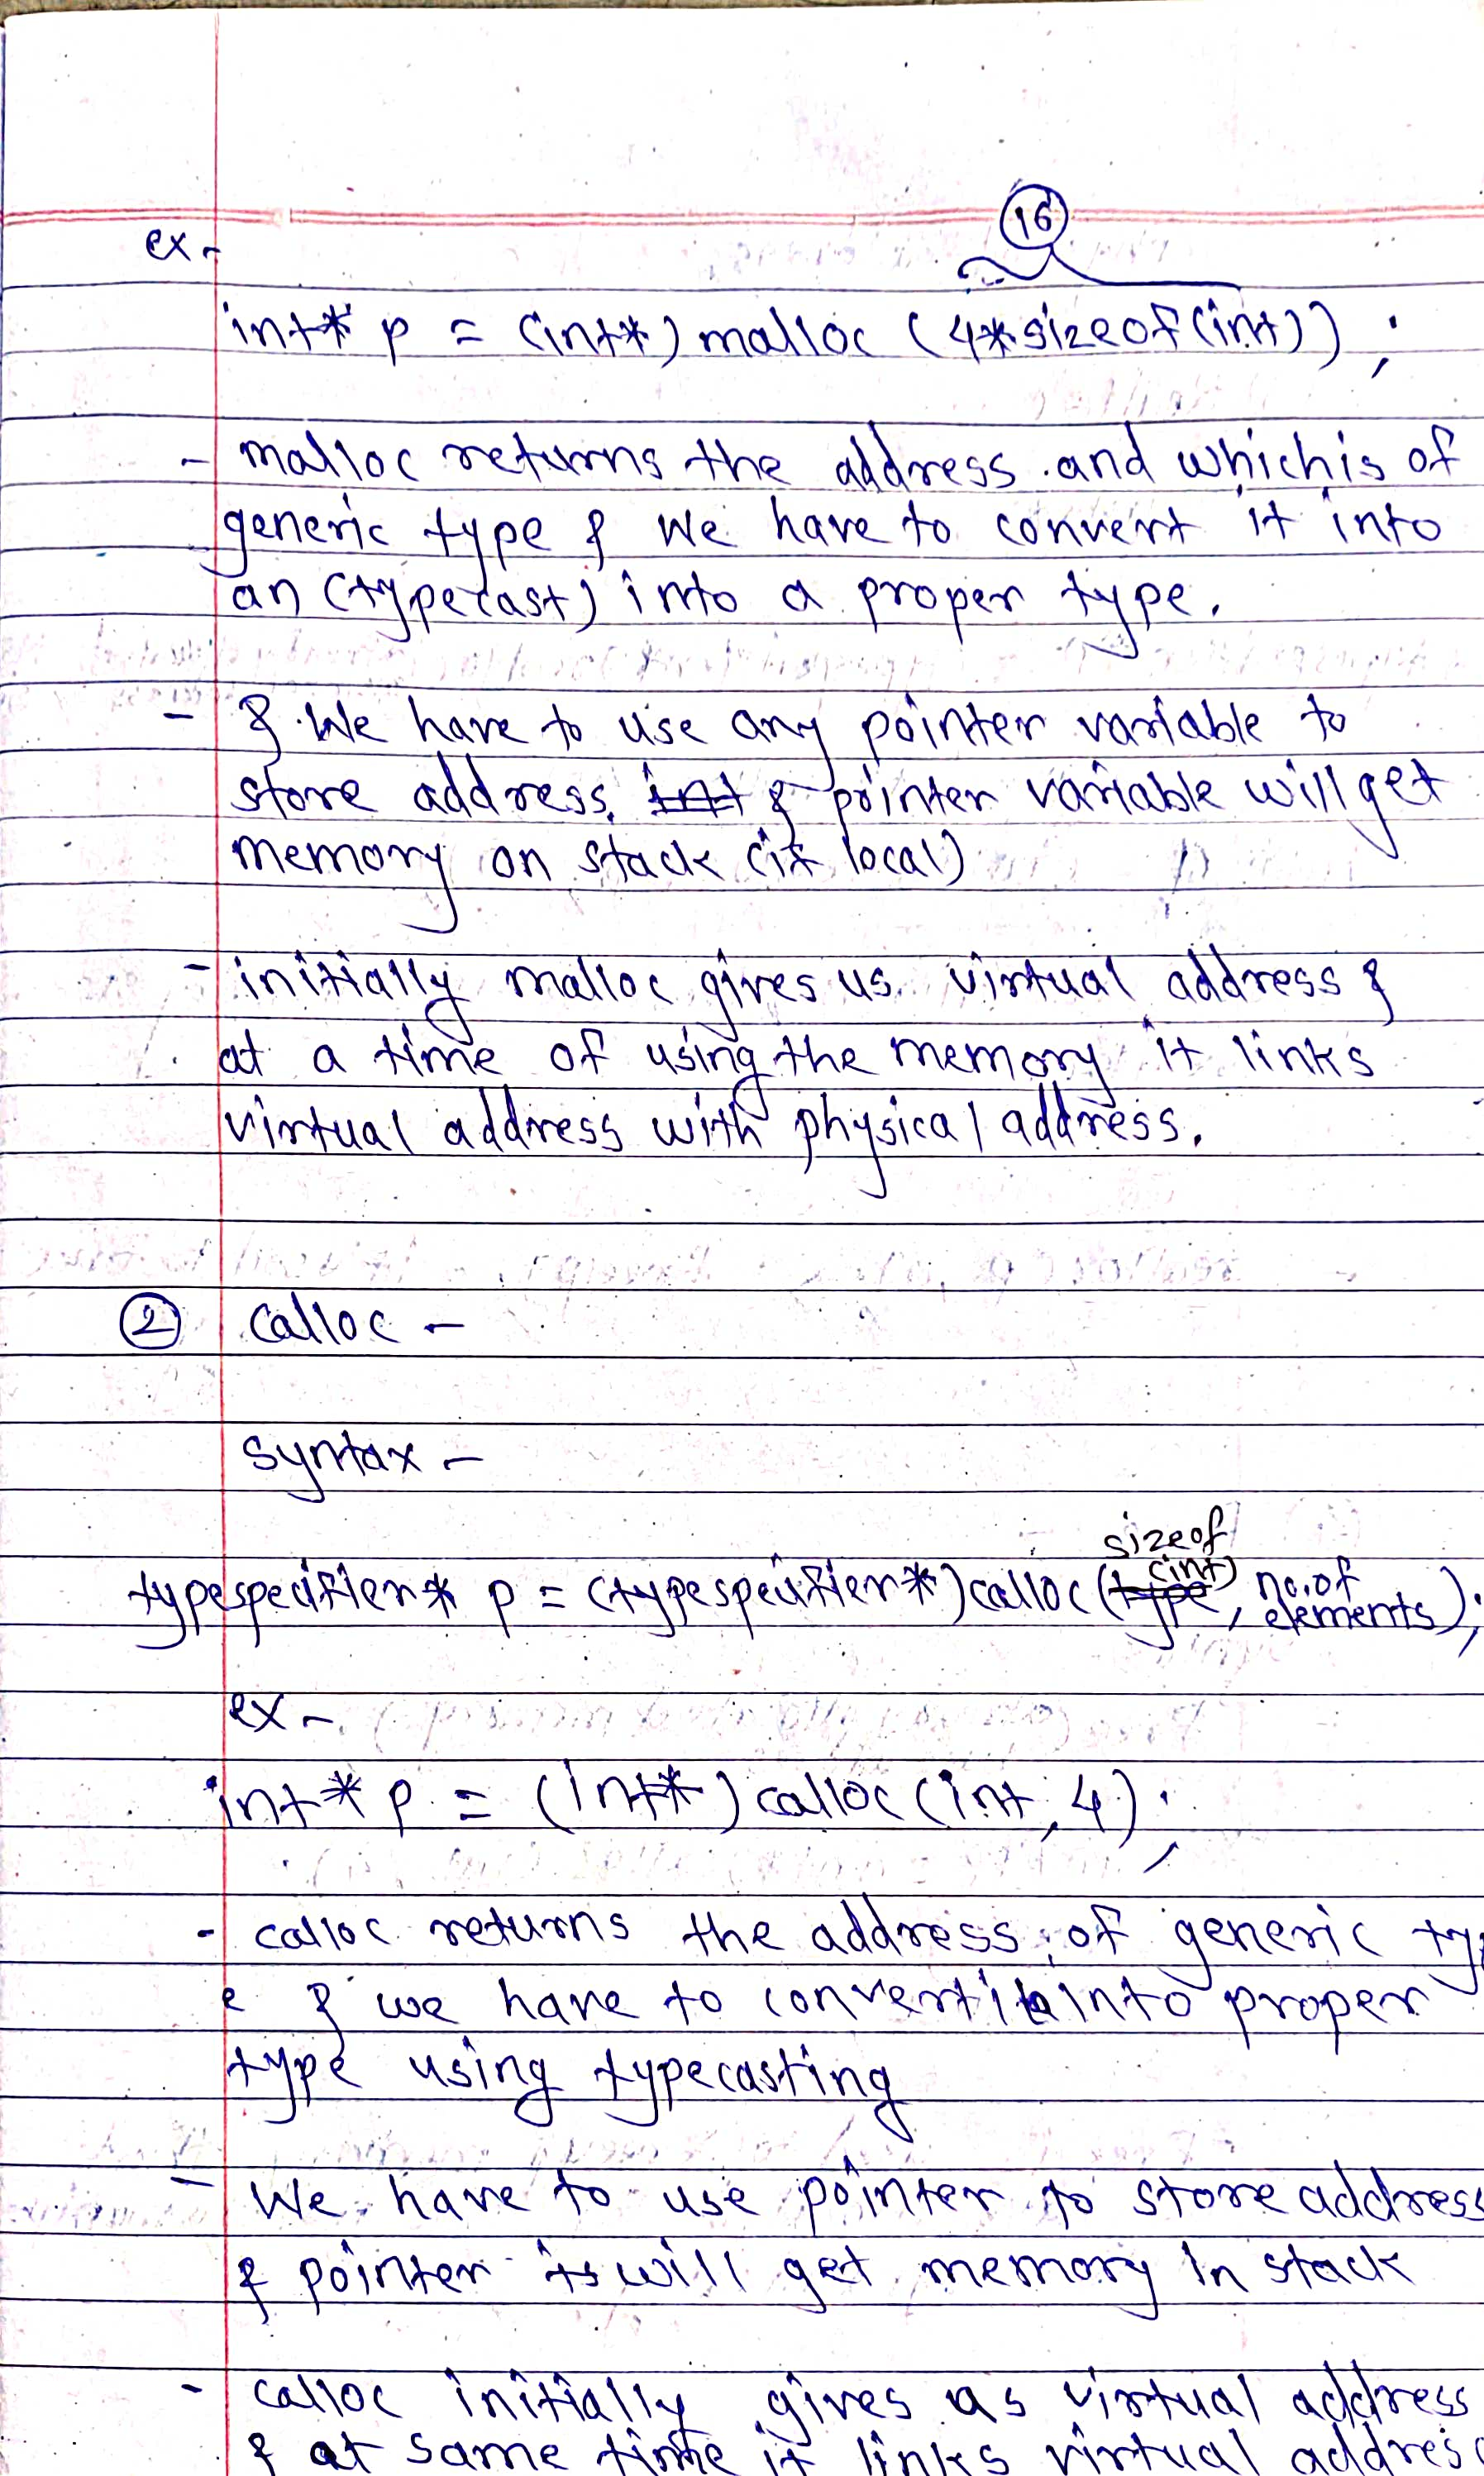 16
ex-
int* p = (int*) malloc (4*sizeof(int));
- malloc returns the address and which is of
generic type & we have to convert it into
an (typecast) into a proper type.
- & We have to use any pointer variable to
store address, int & pointer variable will get
memory on stack (if local)
- initially malloc gives us virtual address &
at a time of using the memory it links
virtual address with physical address.
② calloc -
syntax -
sizeof
(int)
typespecifier* p = (typespecifier*) calloc (type, no. of elements);
ex-
int* p = (int*) calloc (int, 4);
- calloc returns the address of generic typ
e & we have to convert it into proper
type using typecasting
- We have to use pointer to store address
& pointer is will get memory in stack
- calloc initially gives as virtual address
& at same time it links virtual address